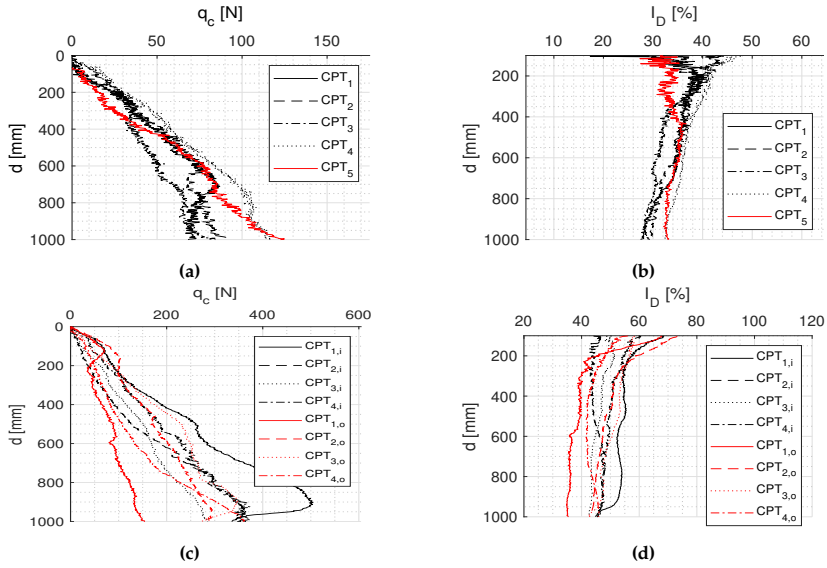 q_c [N]
0 50 100 150
0
200
400
600
800
1000
d [mm]
CPT_1
CPT_2
CPT_3
CPT_4
CPT_5
(a)
I_D [%]
10 20 30 40 50 60
200
400
600
800
1000
d [mm]
CPT_1
CPT_2
CPT_3
CPT_4
CPT_5
(b)
q_c [N]
0 200 400 600
0
200
400
600
800
1000
d [mm]
CPT_1,i
CPT_2,i
CPT_3,i
CPT_4,i
CPT_1,o
CPT_2,o
CPT_3,o
CPT_4,o
(c)
I_D [%]
20 40 60 80 100 120
200
400
600
800
1000
d [mm]
CPT_1,i
CPT_2,i
CPT_3,i
CPT_4,i
CPT_1,o
CPT_2,o
CPT_3,o
CPT_4,o
(d)